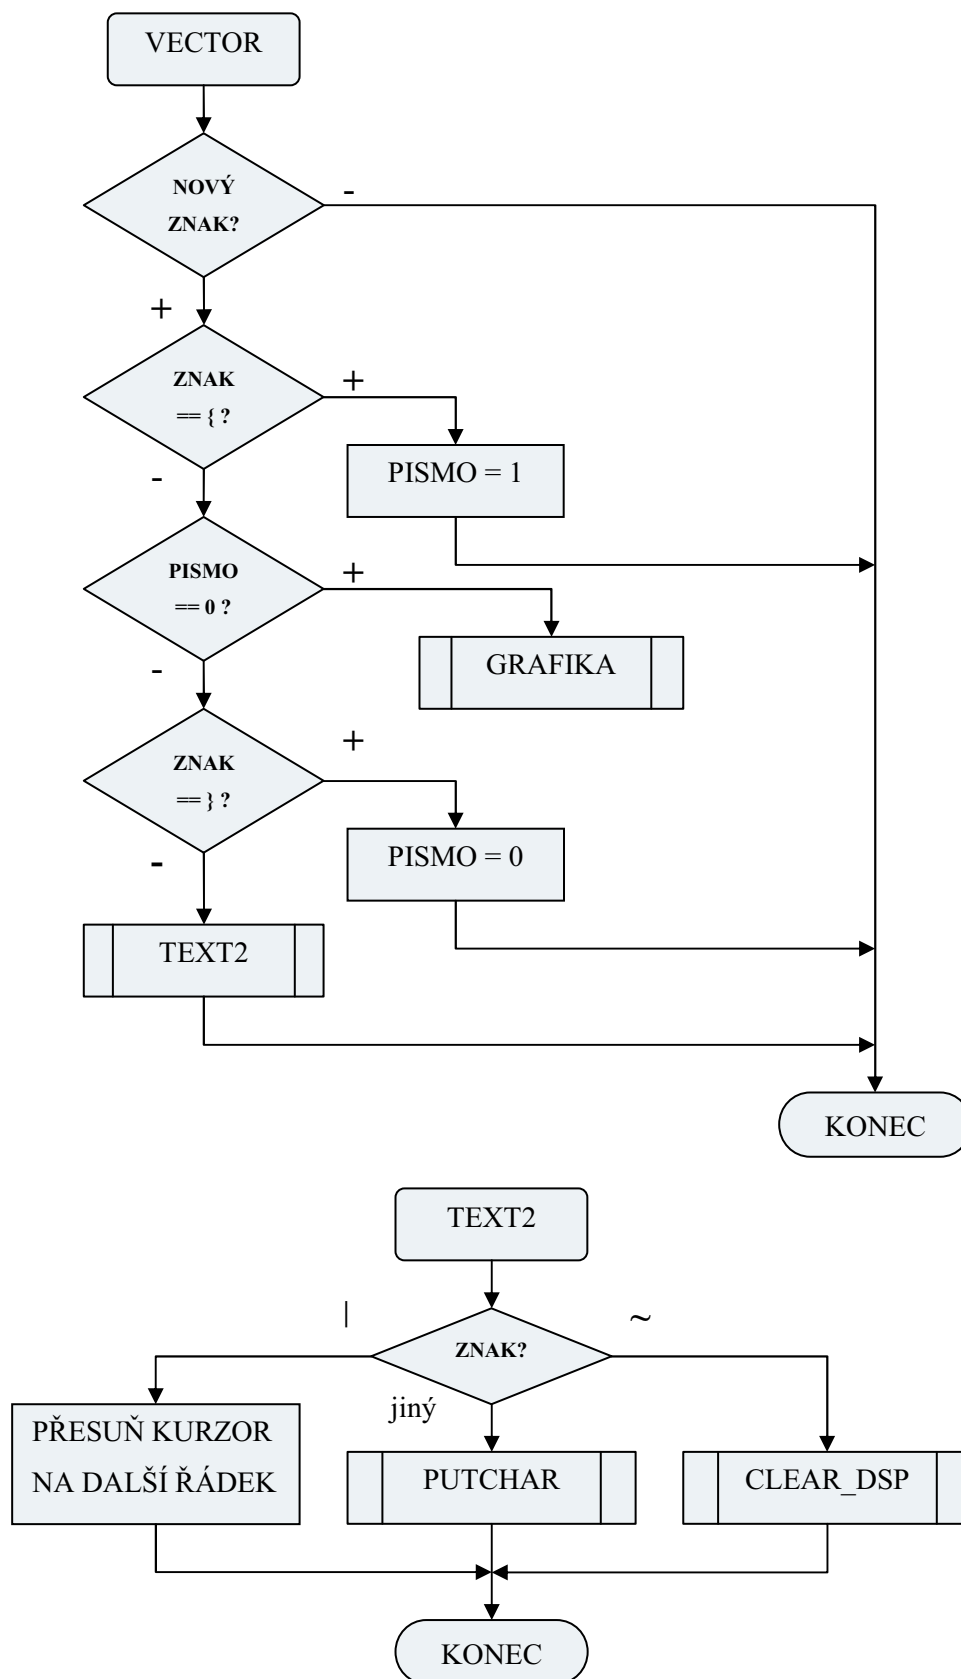 VECTOR
NOVÝ
ZNAK?
-
+
ZNAK
== { ?
+
-
PISMO = 1
PISMO
== 0 ?
+
-
GRAFIKA
ZNAK
== } ?
+
-
PISMO = 0
TEXT2
KONEC
TEXT2
|
~
ZNAK?
jiný
PŘESUŇ KURZOR
NA DALŠÍ ŘÁDEK
PUTCHAR
CLEAR_DSP
KONEC